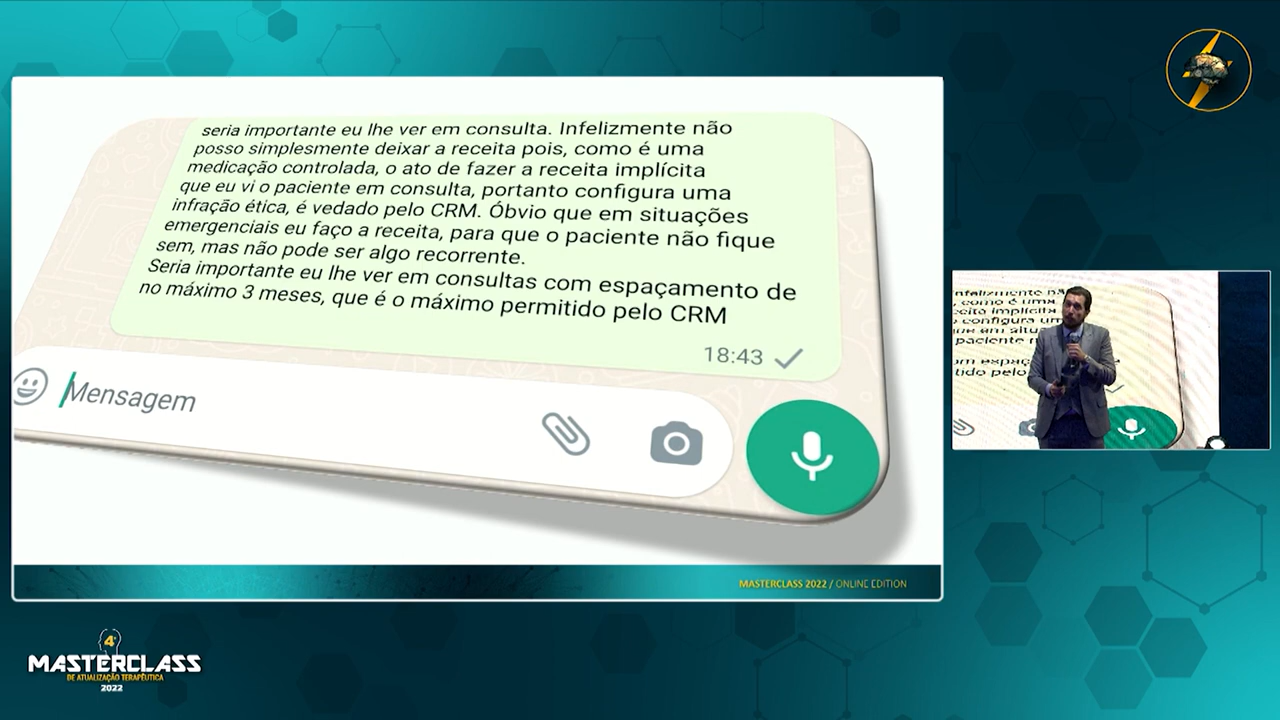 seria importante eu lhe ver em consulta. Infelizmente não
posso simplesmente deixar a receita pois, como é uma
medicação controlada, o ato de fazer a receita implícita
que eu vi o paciente em consulta, portanto configura uma
infração ética, é vedado pelo CRM. Óbvio que em situações
emergenciais eu faço a receita, para que o paciente não fique
sem, mas não pode ser algo recorrente.
Seria importante eu lhe ver em consultas com espaçamento de
no máximo 3 meses, que é o máximo permitido pelo CRM
18:43
Mensagem
MASTERCLASS 2022 / ONLINE EDITION
4ª
MASTERCLASS
DE ATUALIZAÇÃO TERAPÊUTICA
2022